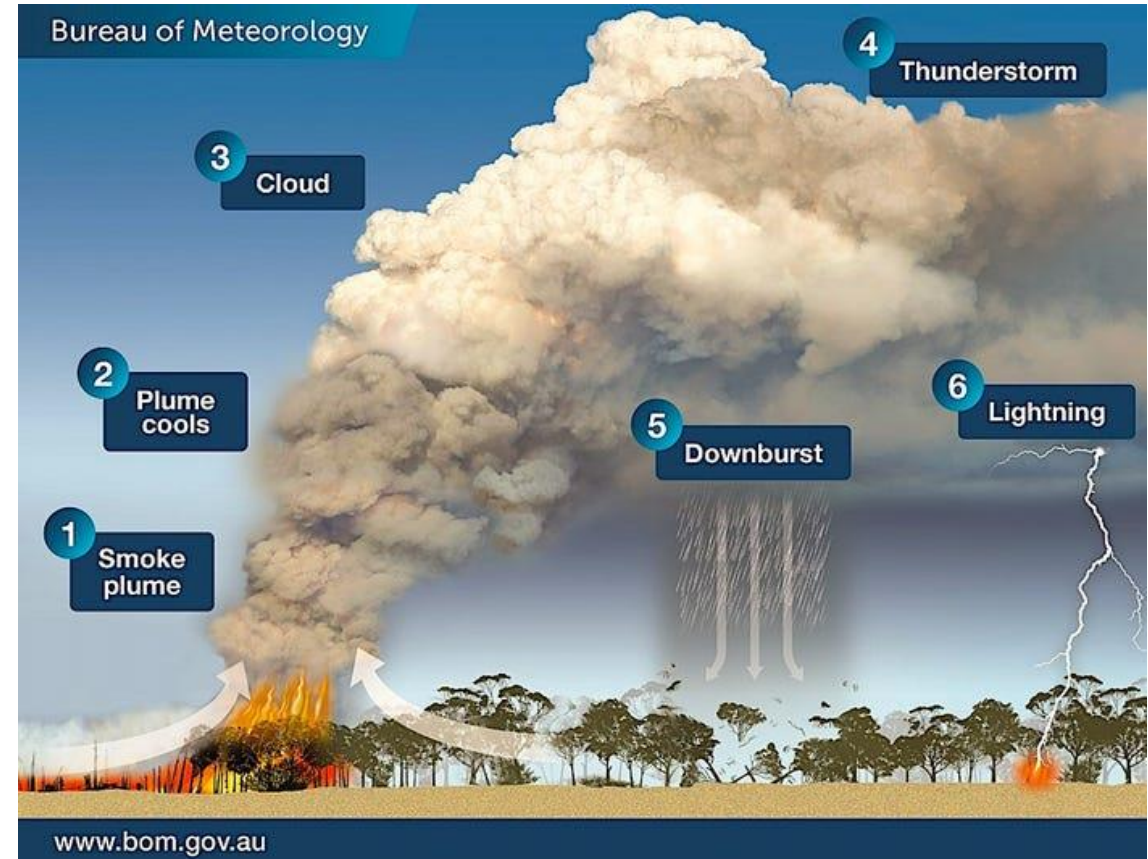 Bureau of Meteorology
4
Thunderstorm
3
Cloud
2
Plume
cools
6
Lightning
5
Downburst
1
Smoke
plume
www.bom.gov.au